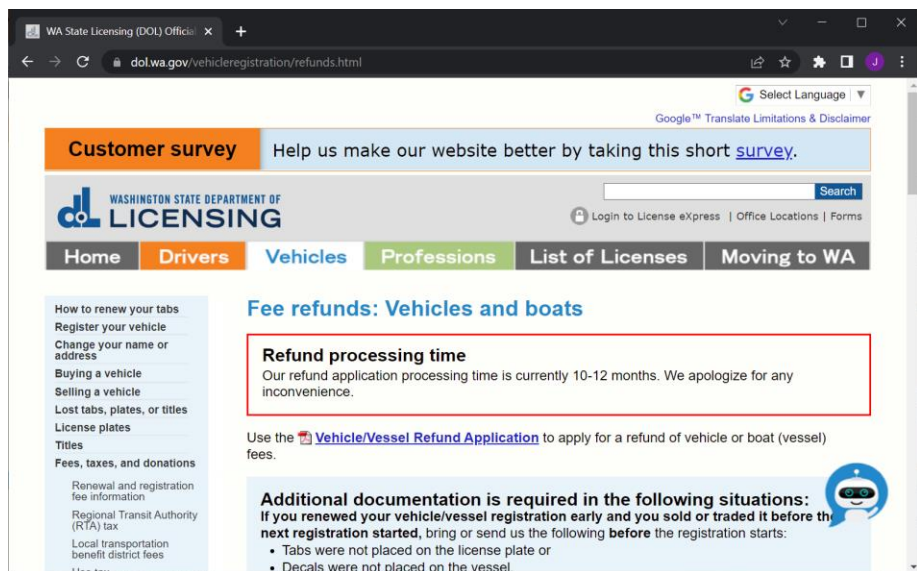 WA State Licensing (DOL) Official
dol.wa.gov/vehicleregistration/refunds.html
J
G Select Language ▼
Google™ Translate Limitations & Disclaimer
Customer survey
Help us make our website better by taking this short survey.
WASHINGTON STATE DEPARTMENT OF
LICENSING
Search
Login to License eXpress | Office Locations | Forms
Home Drivers Vehicles Professions List of Licenses Moving to WA
How to renew your tabs
Register your vehicle
Change your name or
address
Buying a vehicle
Selling a vehicle
Lost tabs, plates, or titles
License plates
Titles
Fees, taxes, and donations
Renewal and registration
fee information
Regional Transit Authority
(RTA) tax
Local transportation
benefit district fees
Fee refunds: Vehicles and boats
Refund processing time
Our refund application processing time is currently 10-12 months. We apologize for any
inconvenience.
Use the Vehicle/Vessel Refund Application to apply for a refund of vehicle or boat (vessel)
fees.
Additional documentation is required in the following situations:
If you renewed your vehicle/vessel registration early and you sold or traded it before
next registration started, bring or send us the following before the registration starts:
• Tabs were not placed on the license plate or
• Decals were not placed on the vessel.